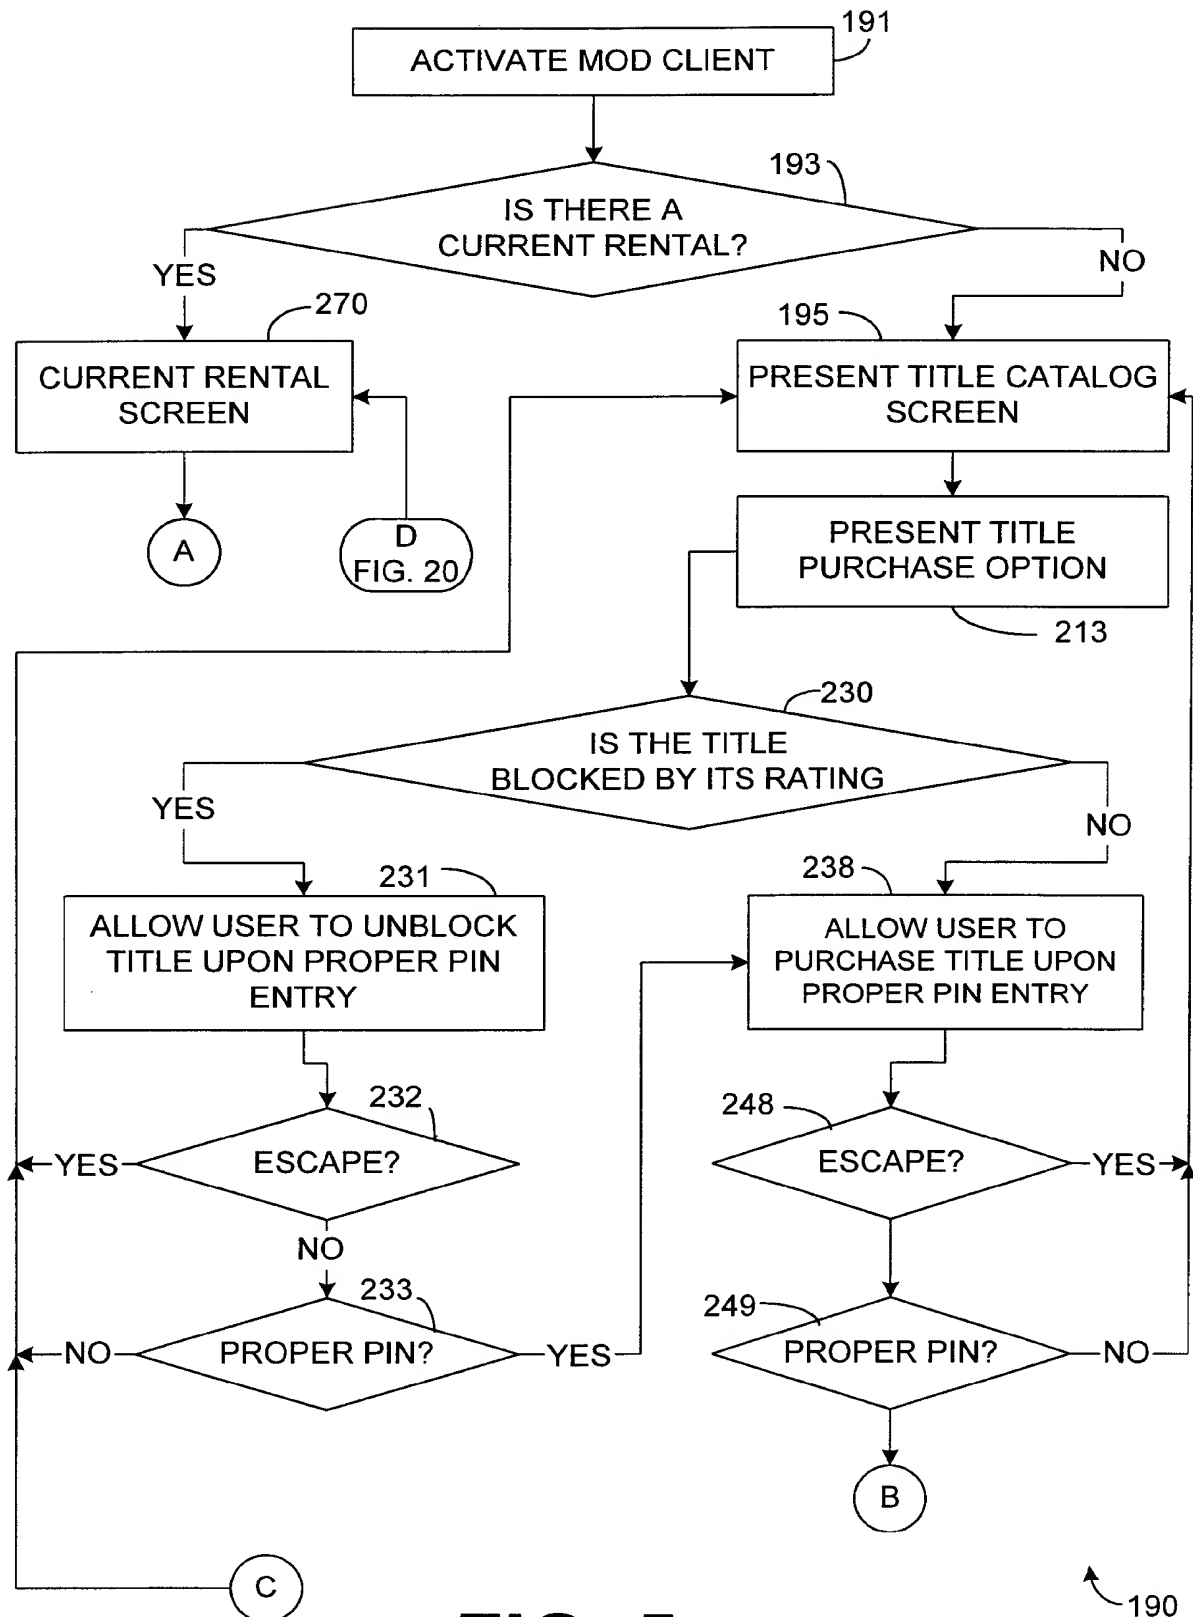 191
ACTIVATE MOD CLIENT
193
IS THERE A
CURRENT RENTAL?
YES
NO
270
195
CURRENT RENTAL
SCREEN
PRESENT TITLE CATALOG
SCREEN
A
D
FIG. 20
PRESENT TITLE
PURCHASE OPTION
213
230
IS THE TITLE
BLOCKED BY ITS RATING
YES
NO
231
238
ALLOW USER TO UNBLOCK
TITLE UPON PROPER PIN
ENTRY
ALLOW USER TO
PURCHASE TITLE UPON
PROPER PIN ENTRY
232
248
YES
ESCAPE?
ESCAPE?
YES
NO
233
249
NO
PROPER PIN?
YES
PROPER PIN?
NO
B
C
190